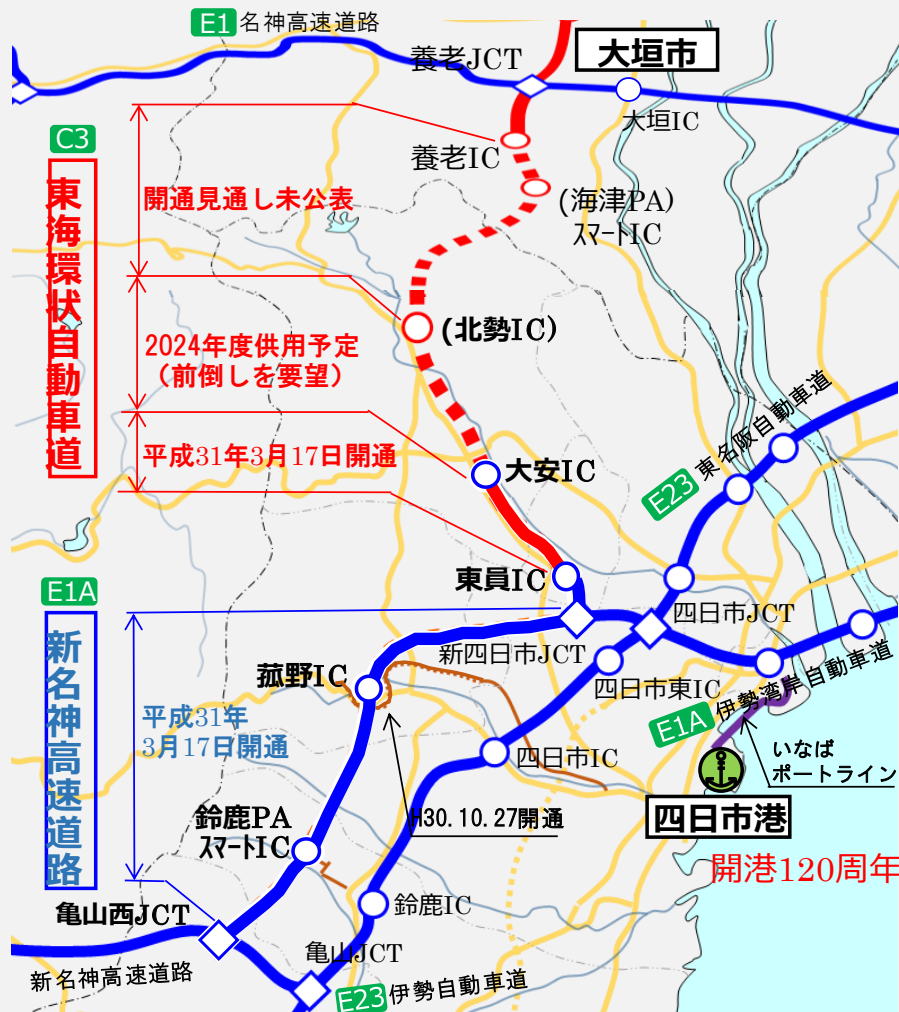 E1 名神高速道路
養老JCT
大垣市
大垣IC
C3
東海環状自動車道
養老IC
開通見通し未公表
(海津PA)
スマートIC
(北勢IC)
2024年度供用予定
（前倒しを要望）
平成31年3月17日開通
大安IC
E23 東名阪自動車道
東員IC
E1A
新名神高速道路
四日市JCT
新四日市JCT
菰野IC
四日市東IC
E1A 伊勢湾岸自動車道
平成31年
3月17日開通
四日市IC
いなば
ポートライン
鈴鹿PA
スマートIC
H30.10.27開通
四日市港
開港120周年
鈴鹿IC
亀山西JCT
亀山JCT
新名神高速道路
E23 伊勢自動車道